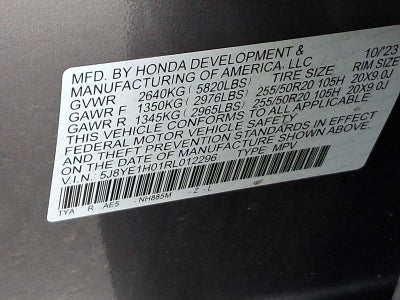 MFD. BY HONDA DEVELOPMENT & 10/23
MANUFACTURING OF AMERICA, LLC
GVWR - 2640KG( 5820LBS) TIRE SIZE RIM SIZE
GAWR F 1350KG( 2976LBS) 255/50R20 105H 20X9.0J
GAWR R 1345KG( 2965LBS) 255/50R20 105H 20X9.0J
THIS VEHICLE CONFORMS TO ALL APPLICABLE
FEDERAL MOTOR VEHICLE SAFETY, BUMPER,
AND THEFT PREVENTION STANDARDS IN EFFECT
ON THE DATE OF MANUFACTURE SHOWN ABOVE.
V.I.N. 5J8YE1H01RL012296 TYPE: MPV
TYA R AE5 - NH885M - Z - L